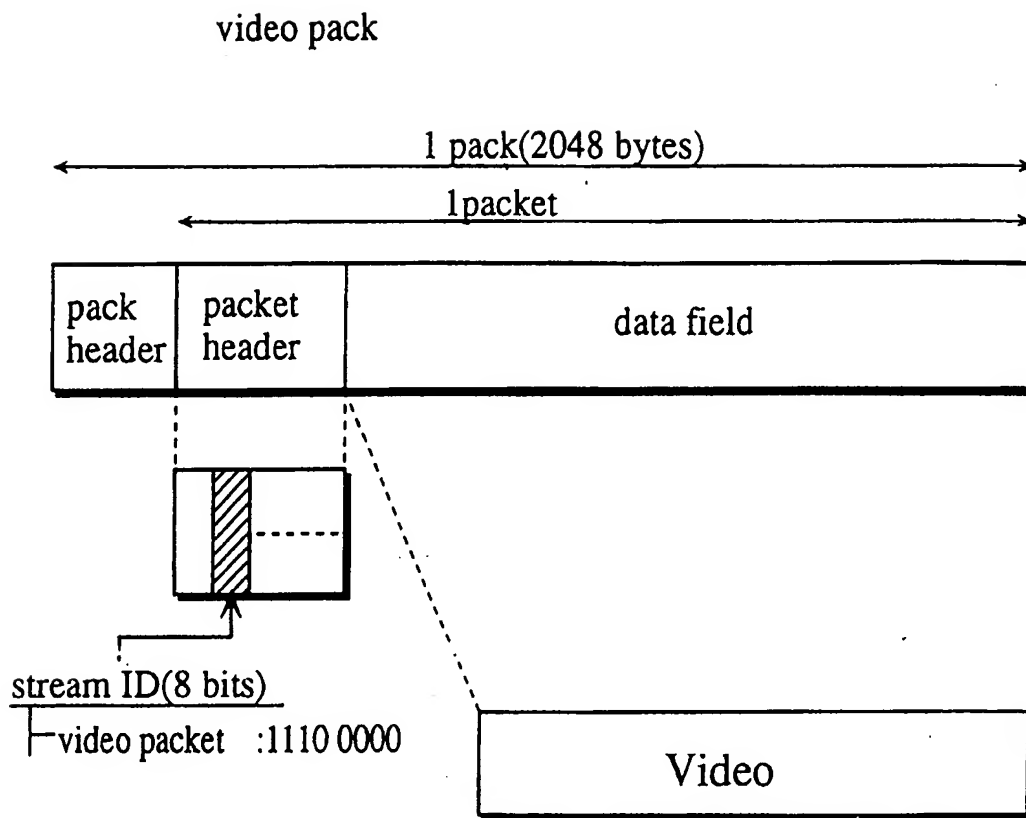 video pack
1 pack(2048 bytes)
1packet
pack header
packet header
data field
stream ID(8 bits)
video packet :1110 0000
Video